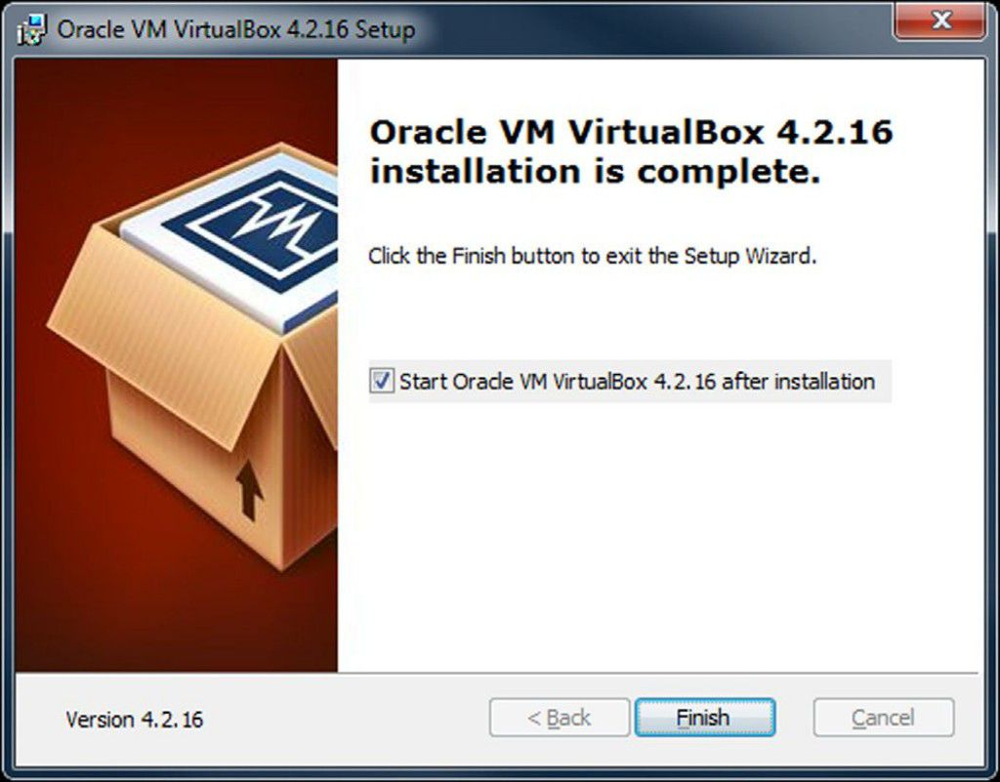 Oracle VM VirtualBox 4.2.16 Setup
Oracle VM VirtualBox 4.2.16
installation is complete.
Click the Finish button to exit the Setup Wizard.
Start Oracle VM VirtualBox 4.2.16 after installation
Version 4.2.16
< Back
Finish
Cancel